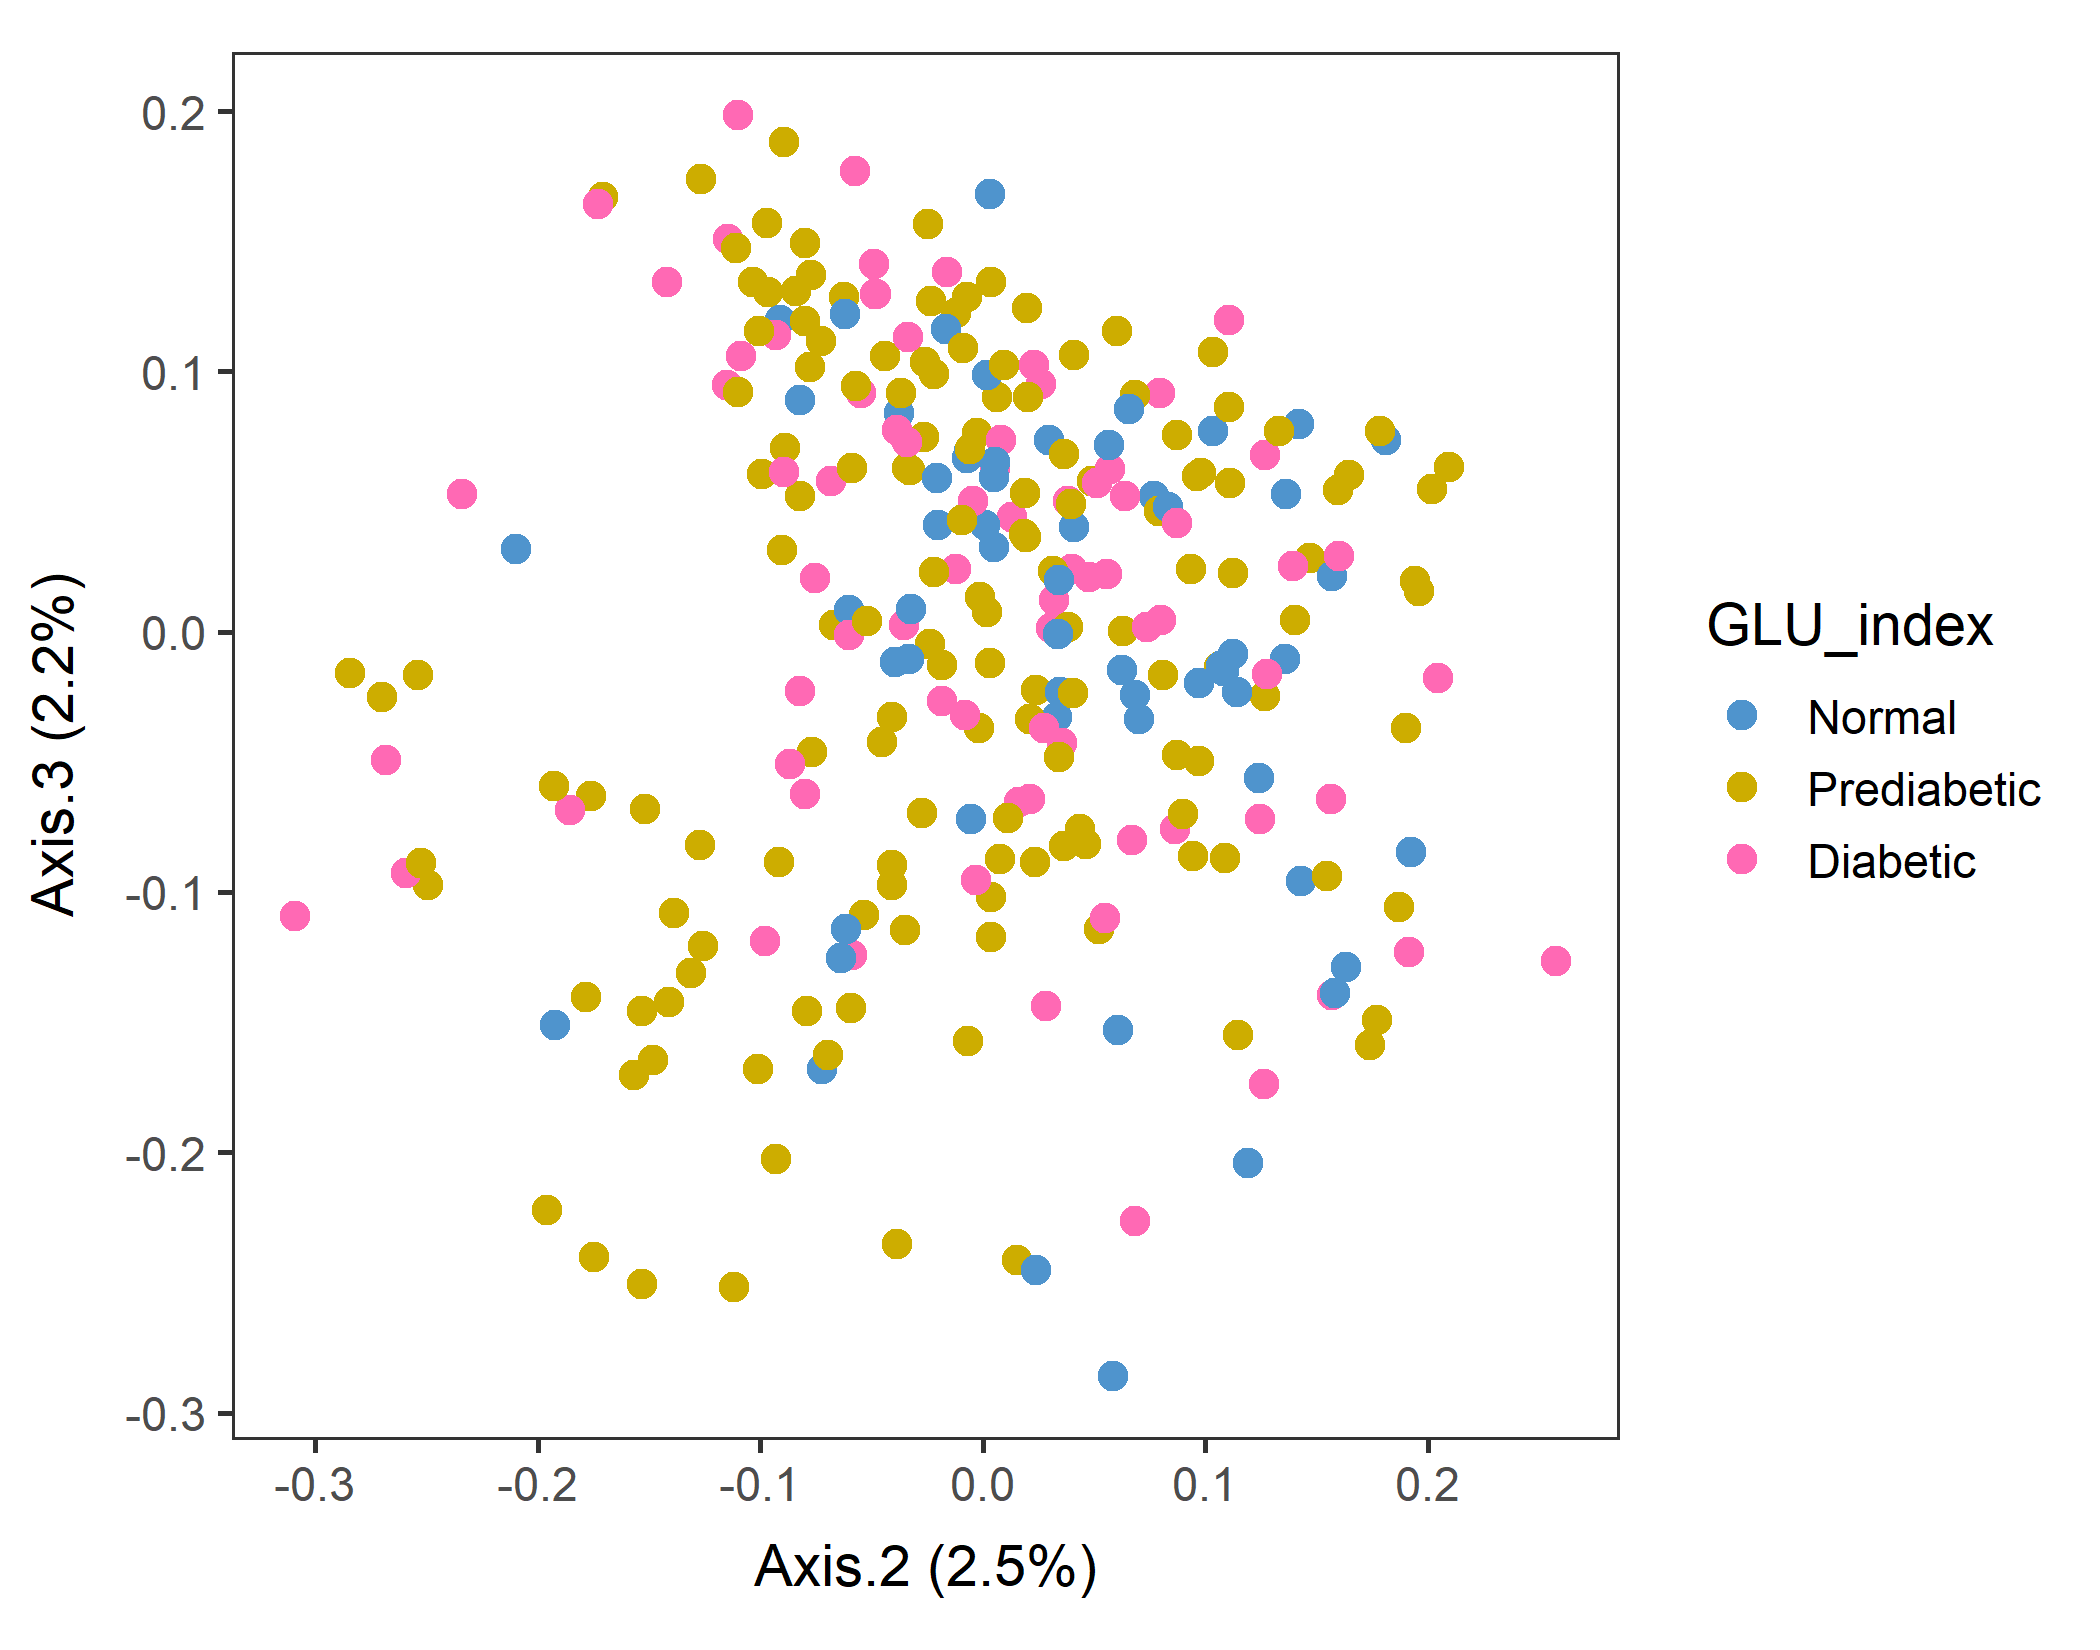 0.2
0.1
0.0
-0.1
-0.2
-0.3
Axis.3 (2.2%)
-0.3 -0.2 -0.1 0.0 0.1 0.2
Axis.2 (2.5%)
GLU_index
Normal
Prediabetic
Diabetic